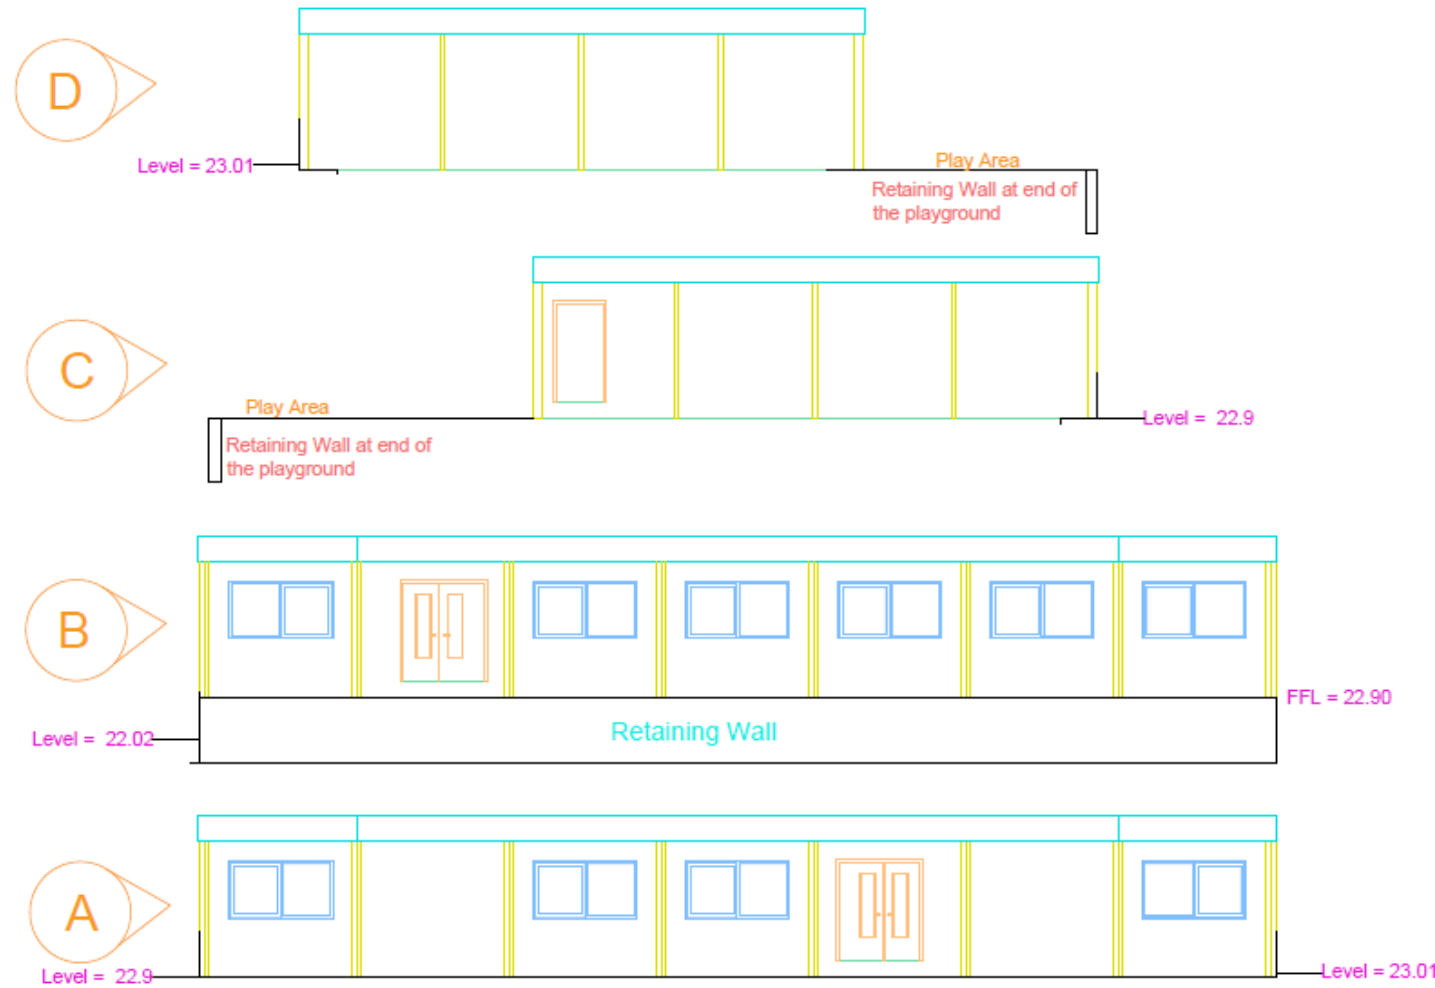 D
Level = 23.01
Play Area
Retaining Wall at end of
the playground
C
Play Area
Retaining Wall at end of
the playground
Level =  22.9
B
FFL = 22.90
Level =  22.02
Retaining Wall
A
Level =  22.9
Level = 23.01